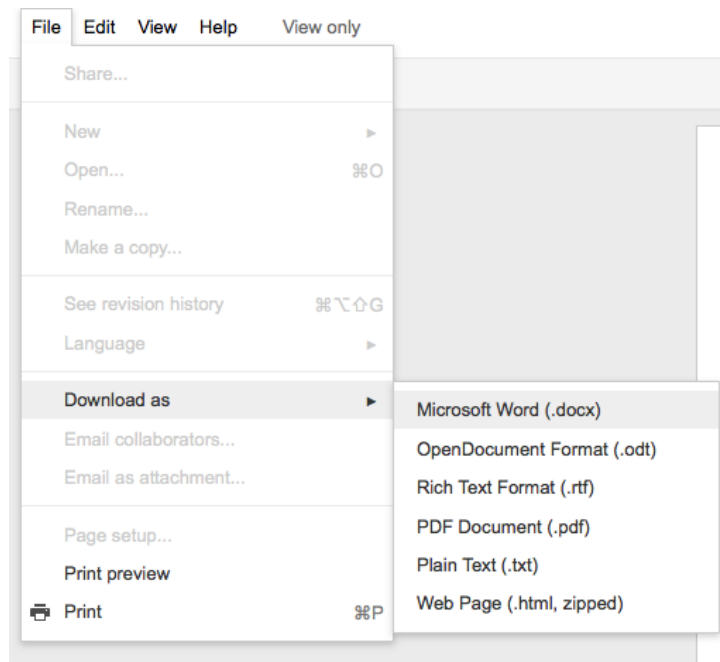 File Edit View Help View only
Share...
New ►
Open... ⌘O
Rename...
Make a copy...
See revision history ⌘⌥⇧G
Language ►
Download as ►
Email collaborators...
Email as attachment...
Page setup...
Print preview
Print ⌘P
Microsoft Word (.docx)
OpenDocument Format (.odt)
Rich Text Format (.rtf)
PDF Document (.pdf)
Plain Text (.txt)
Web Page (.html, zipped)